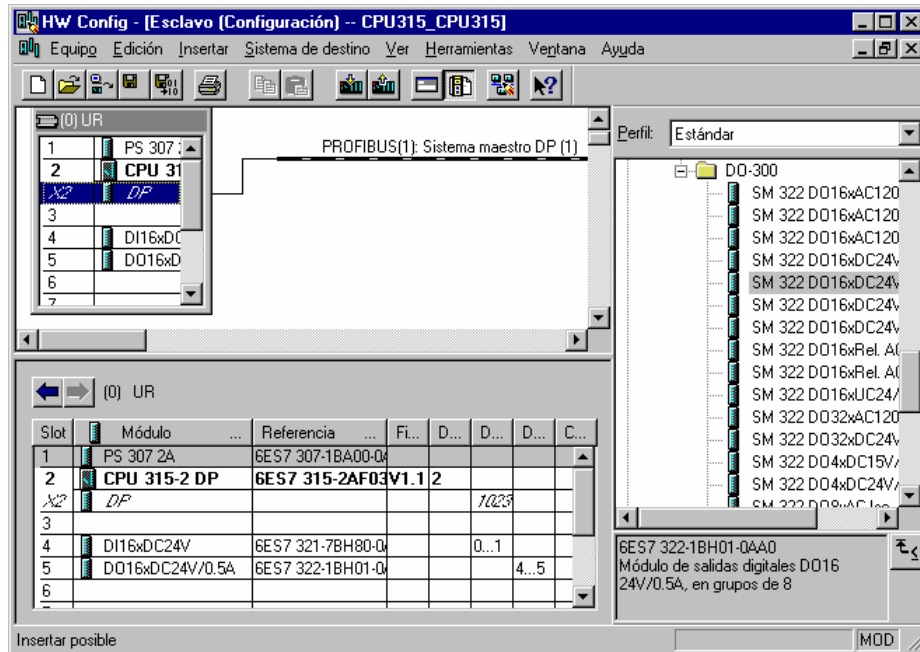 HW Config - [Esclavo (Configuración) -- CPU315_CPU315]
Equipo Edición Insertar Sistema de destino Ver Herramientas Ventana Ayuda
(0) UR
1 PS 307
2 CPU 31
X2 DP
3
4 DI16xDC
5 DO16xD
6
7
PROFIBUS(1): Sistema maestro DP (1)
Perfil: Estándar
DO-300
SM 322 DO16xAC120
SM 322 DO16xAC120
SM 322 DO16xAC120
SM 322 DO16xDC24V
SM 322 DO16xDC24V
SM 322 DO16xDC24V
SM 322 DO16xDC24V
SM 322 DO16xRel. AC
SM 322 DO16xRel. AC
SM 322 DO16xUC24/
SM 322 DO32xAC120
SM 322 DO32xDC24V
SM 322 DO4xDC15V/
SM 322 DO4xDC24V/
(0) UR
Slot Módulo ... Referencia ... Fi... D... D... D... C...
1 PS 307 2A 6ES7 307-1BA00-0A
2 CPU 315-2 DP 6ES7 315-2AF03 V1.1 2
X2 DP 1023
3
4 DI16xDC24V 6ES7 321-7BH80-0A 0...1
5 DO16xDC24V/0.5A 6ES7 322-1BH01-0A 4...5
6
6ES7 322-1BH01-0AA0
Módulo de salidas digitales DO16
24V/0.5A, en grupos de 8
Insertar posible
MOD